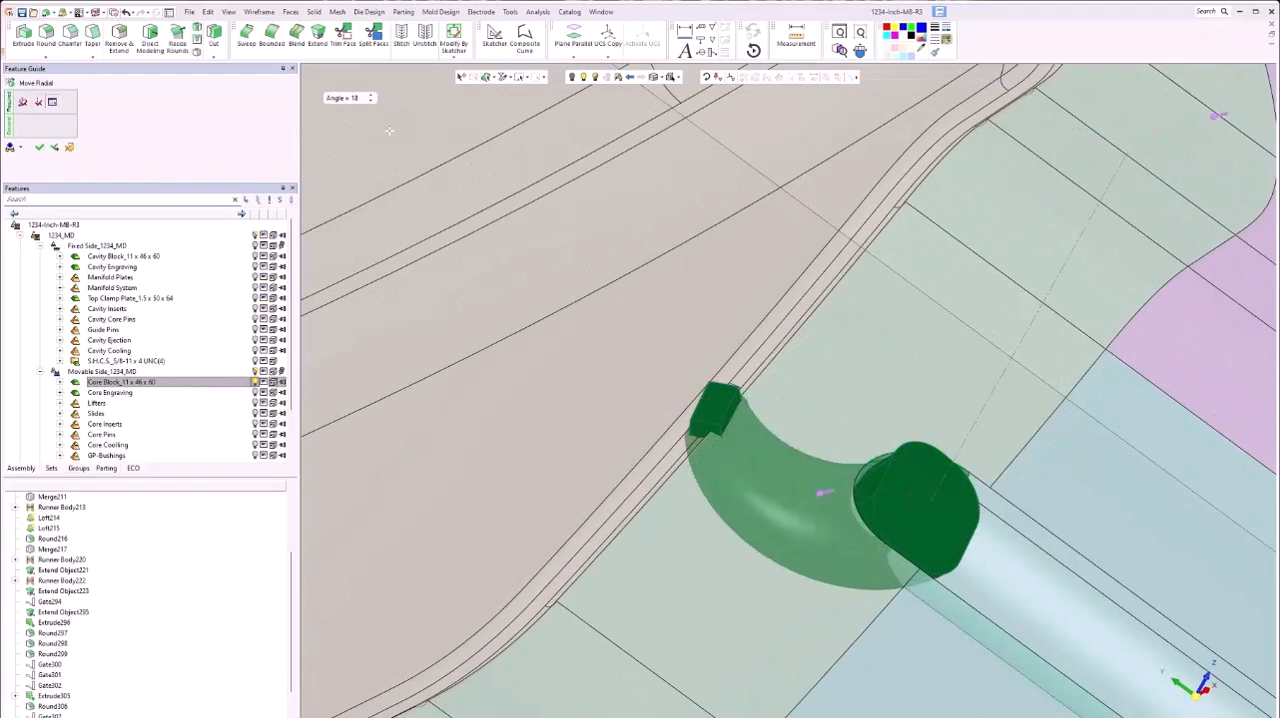 File Edit View Wireframe Faces Solid Mesh Die Design Parting Mold Design Electrode Tools Analysis Catalog Window
1234-Inch-MB-R3
Search
Extrude Round Chamfer Taper Remove & Extend Direct Modeling Resize Rounds Sweep Bounded Blend Extend Trim Face Split Faces Stitch Unstitch Modify By Sketcher Sketcher Composite Curve Plane Parallel UCS Copy Activate UCS Measurement
Feature Guide
Move Radial
Required
Optional
Angle = 18
Features
Search
1234-Inch-MB-R3
1234_MD
Fixed Side_1234_MD
Cavity Block_11 x 46 x 60
Cavity Engraving
Manifold Plates
Manifold System
Top Clamp Plate_1.5 x 50 x 64
Cavity Inserts
Cavity Core Pins
Guide Pins
Cavity Ejection
Cavity Cooling
S.H.C.S._5/8-11 x 4 UNC(4)
Movable Side_1234_MD
Core Block_11 x 46 x 60
Core Engraving
Lifters
Slides
Core Inserts
Core Pins
Core Coolling
GP-Bushings
Assembly Sets Groups Parting ECO
Merge211
Runner Body213
Loft214
Loft215
Round216
Merge217
Runner Body220
Extend Object221
Runner Body222
Extend Object223
Gate294
Extend Object295
Extrude296
Round297
Round298
Round299
Gate300
Gate301
Gate302
Extrude305
Round306
Gate307
Z
Y
X